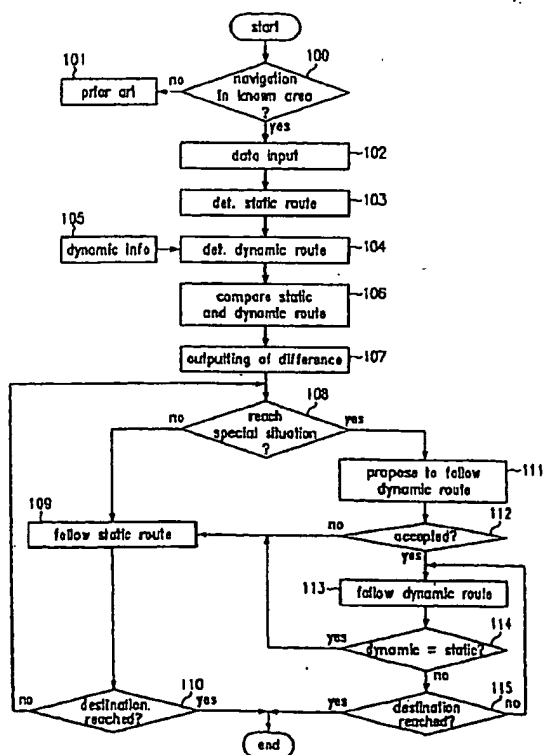 start
100
101
no
navigation
in known area
?
prior art
yes
data input
102
det. static route
103
105
dynamic info
det. dynamic route
104
compare static
and dynamic route
106
outputting of difference
107
108
no
reach
special situation
?
yes
propose to follow
dynamic route
111
109
follow static route
no
accepted?
112
yes
113
follow dynamic route
yes
dynamic = static?
114
no
no
destination
reached?
110
yes
yes
destination
reached?
115
no
end